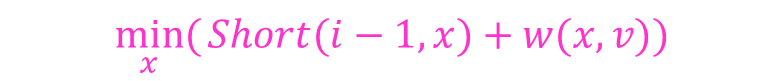 min(Short(i − 1, x) + w(x, v))
x